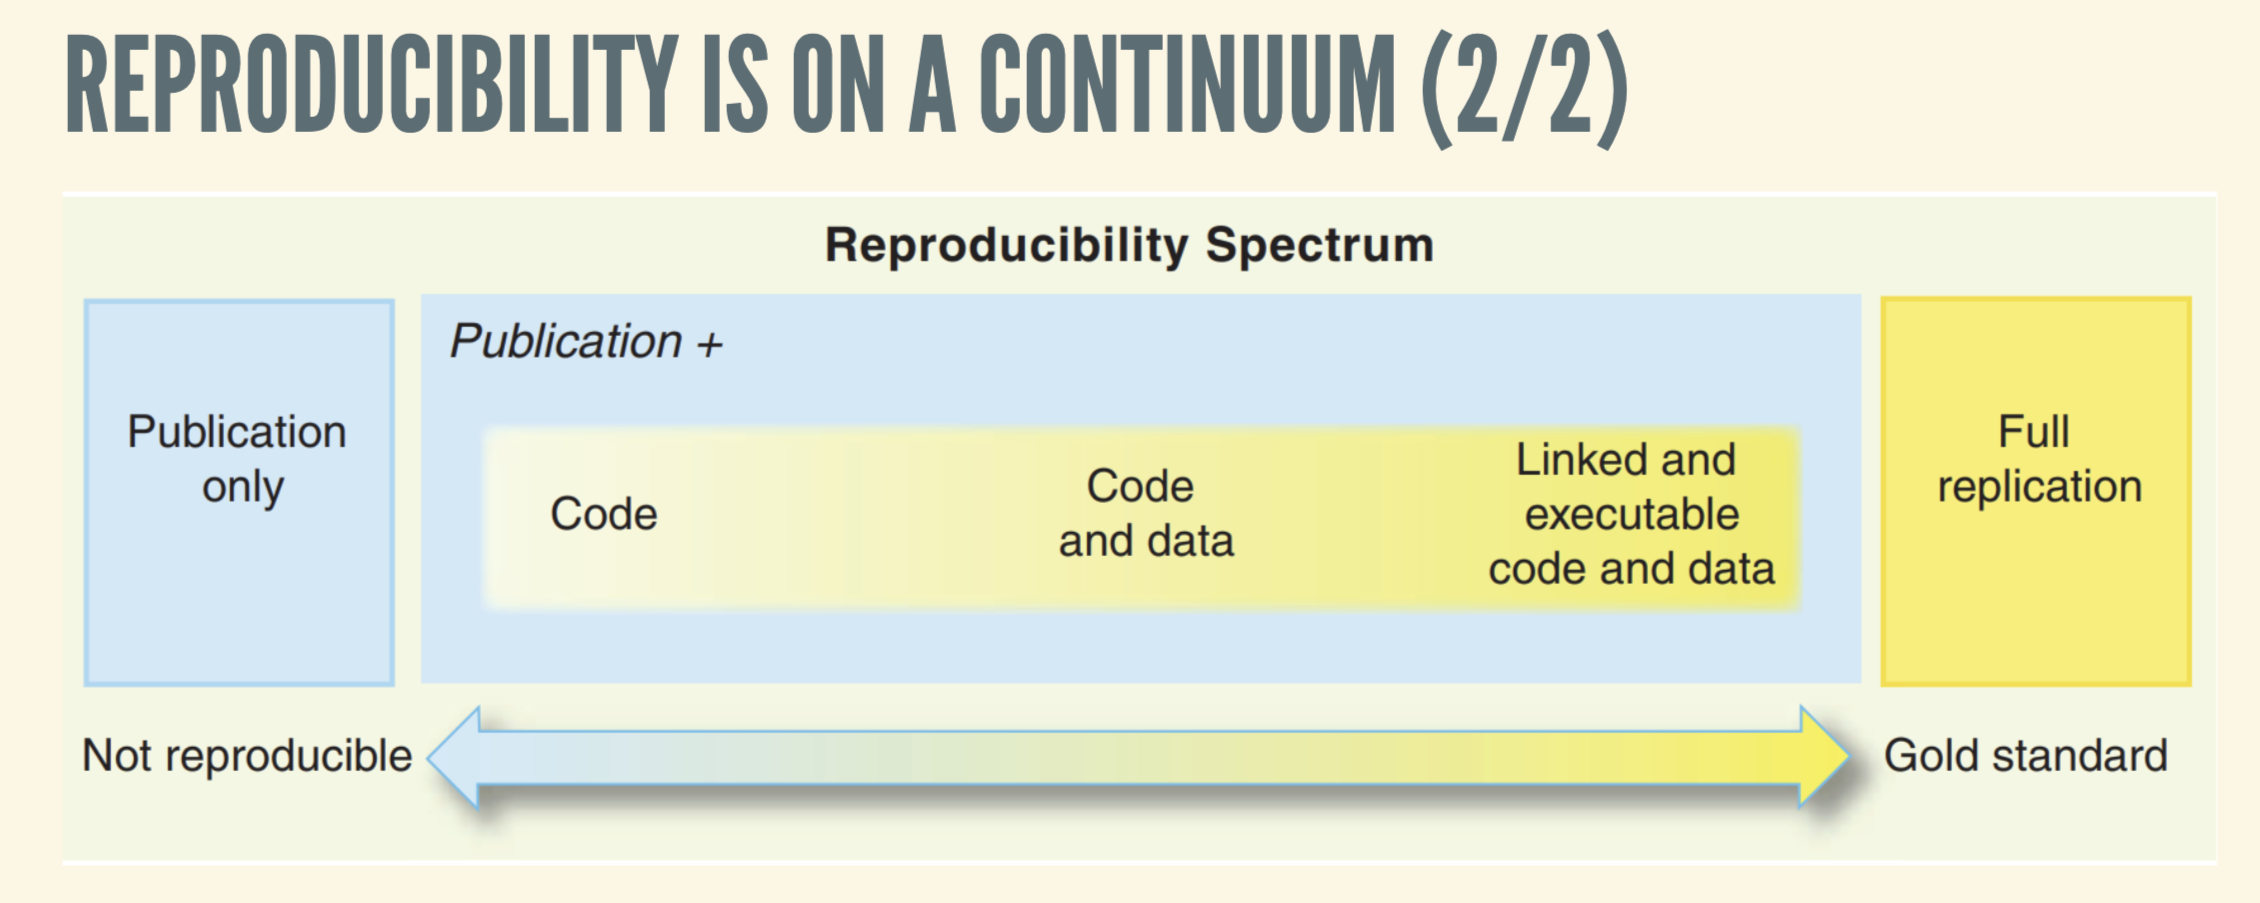 REPRODUCIBILITY IS ON A CONTINUUM (2/2)
Reproducibility Spectrum
Publication
only
Publication +
Code
Code
and data
Linked and
executable
code and data
Full
replication
Not reproducible
Gold standard